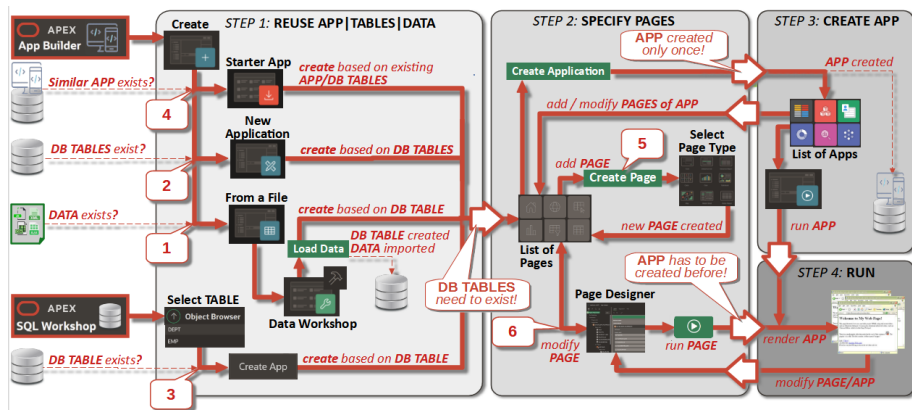 APEX
App Builder
Create
STEP 1: REUSE APP|TABLES|DATA
Similar APP exists?
4
Starter App
create based on existing
APP/DB TABLES
DB TABLES exist?
2
New
Application
create based on DB TABLES
DATA exists?
1
From a File
create based on DB TABLE
Load Data
DB TABLE created
DATA imported
Data Workshop
APEX
SQL Workshop
Select TABLE
Object Browser
DEPT
EMP
DB TABLE exists?
3
Create App
create based on DB TABLE
DB TABLES
need to exist!
STEP 2: SPECIFY PAGES
Create Application
APP created
only once!
add / modify PAGES of APP
5
Select
Page Type
add PAGE
Create Page
new PAGE created
List of
Pages
APP has to be
created before!
6
Page Designer
modify
PAGE
run PAGE
STEP 3: CREATE APP
APP created
List of Apps
run APP
STEP 4: RUN
render APP
modify PAGE/APP